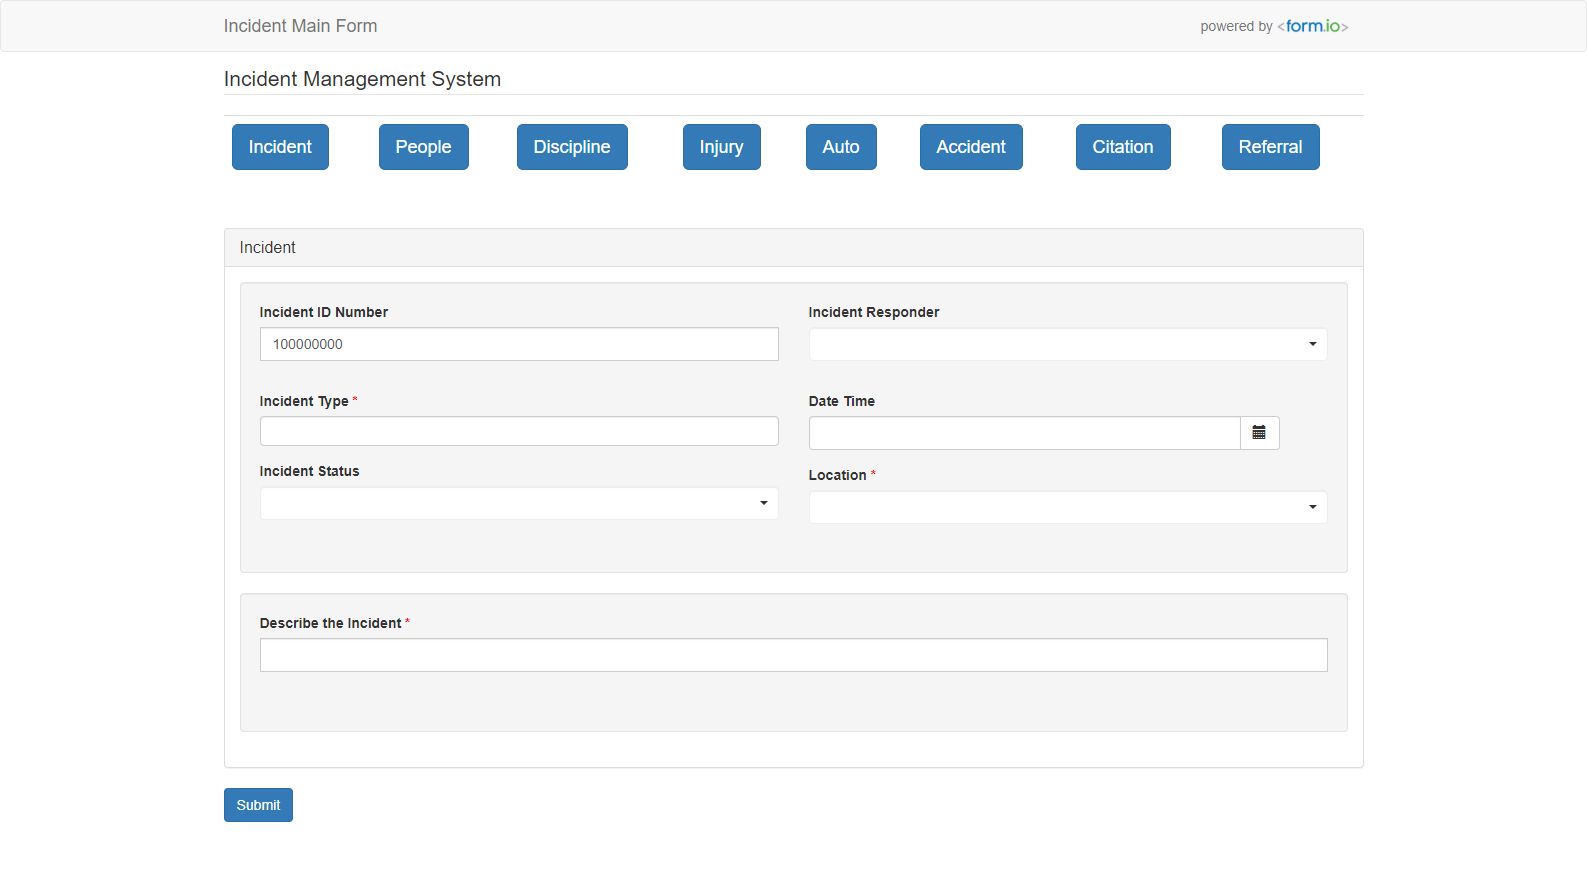 Incident Main Form powered by <form.io>
Incident Management System
Incident People Discipline Injury Auto Accident Citation Referral
Incident
Incident ID Number Incident Responder
100000000
Incident Type * Date Time
Incident Status Location *
Describe the Incident *
Submit